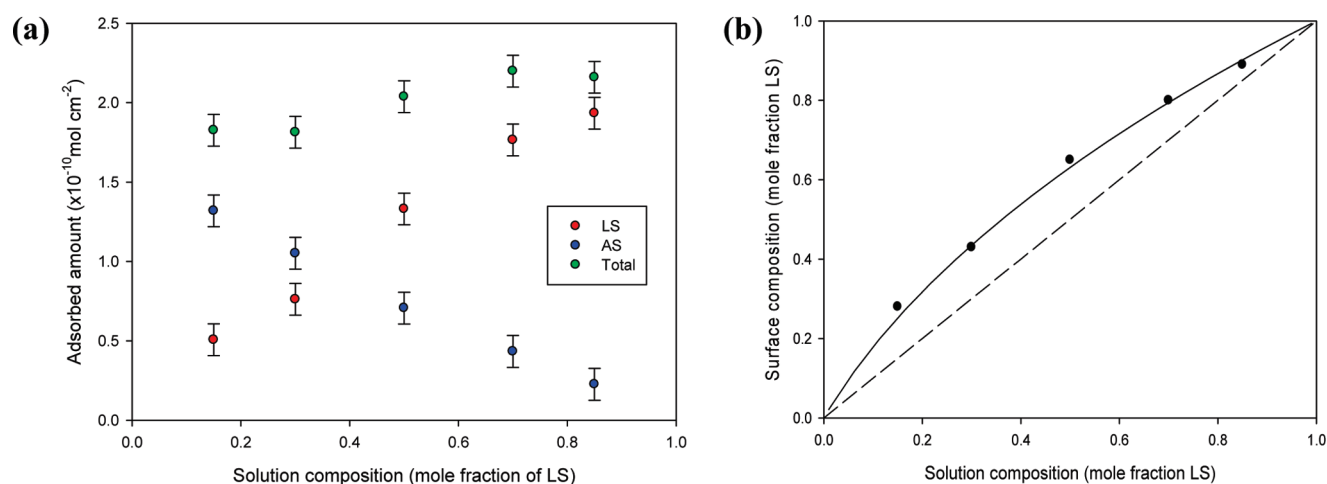 (a)
2.5
2.0
1.5
1.0
0.5
0.0
0.0 0.2 0.4 0.6 0.8 1.0
Adsorbed amount (x10-10mol cm-2)
Solution composition (mole fraction of LS)
LS
AS
Total
(b)
1.0
0.8
0.6
0.4
0.2
0.0
0.0 0.2 0.4 0.6 0.8 1.0
Surface composition (mole fraction LS)
Solution composition (mole fraction LS)